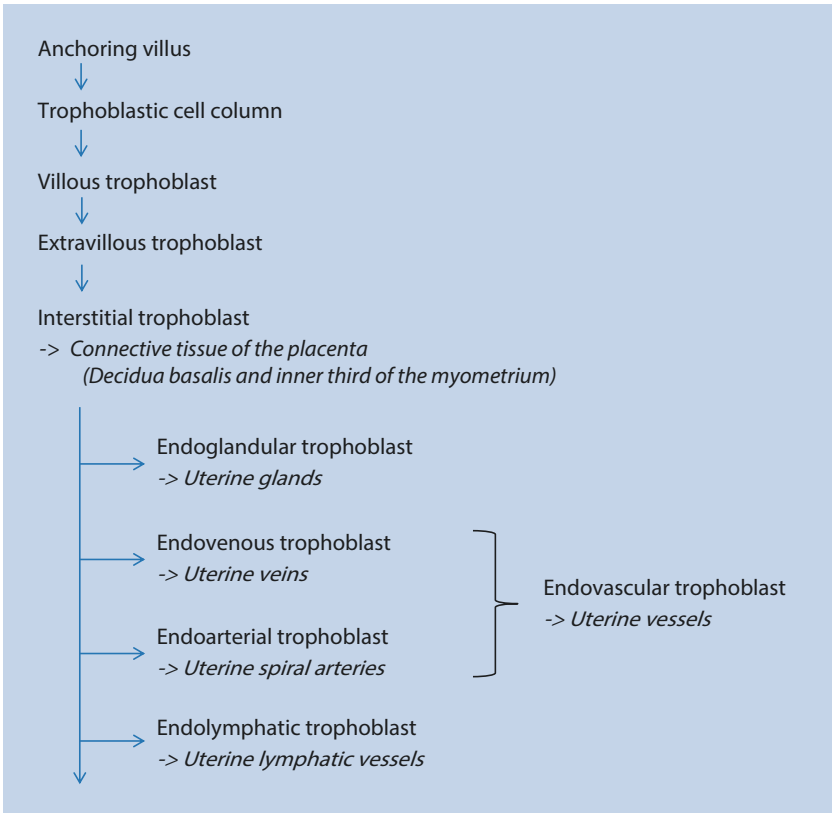 Anchoring villus
Trophoblastic cell column
Villous trophoblast
Extravillous trophoblast
Interstitial trophoblast
-> Connective tissue of the placenta
(Decidua basalis and inner third of the myometrium)
Endoglandular trophoblast
-> Uterine glands
Endovenous trophoblast
-> Uterine veins
Endoarterial trophoblast
-> Uterine spiral arteries
Endovascular trophoblast
-> Uterine vessels
Endolymphatic trophoblast
-> Uterine lymphatic vessels